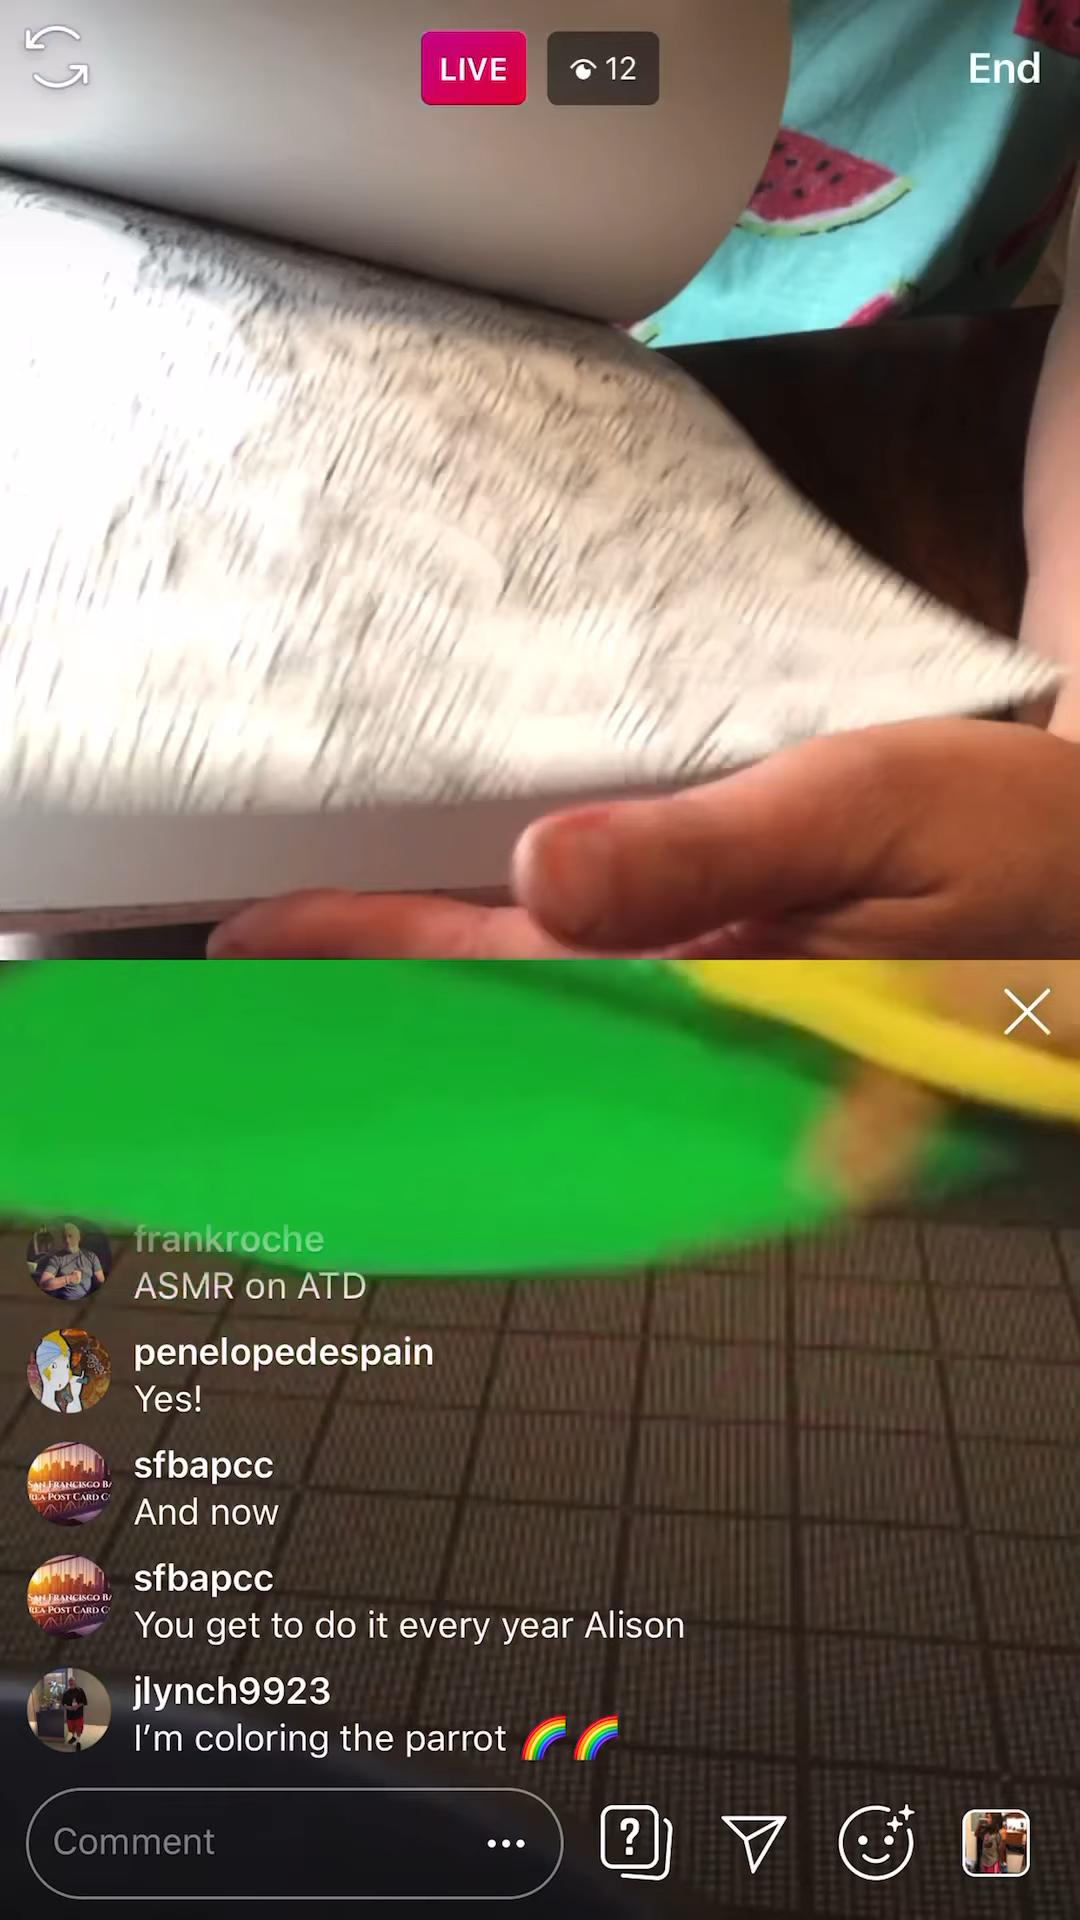 LIVE
12
End
frankroche
ASMR on ATD
penelopedespain
Yes!
sfbapcc
And now
sfbapcc
You get to do it every year Alison
jlynch9923
I’m coloring the parrot 🌈🌈
Comment